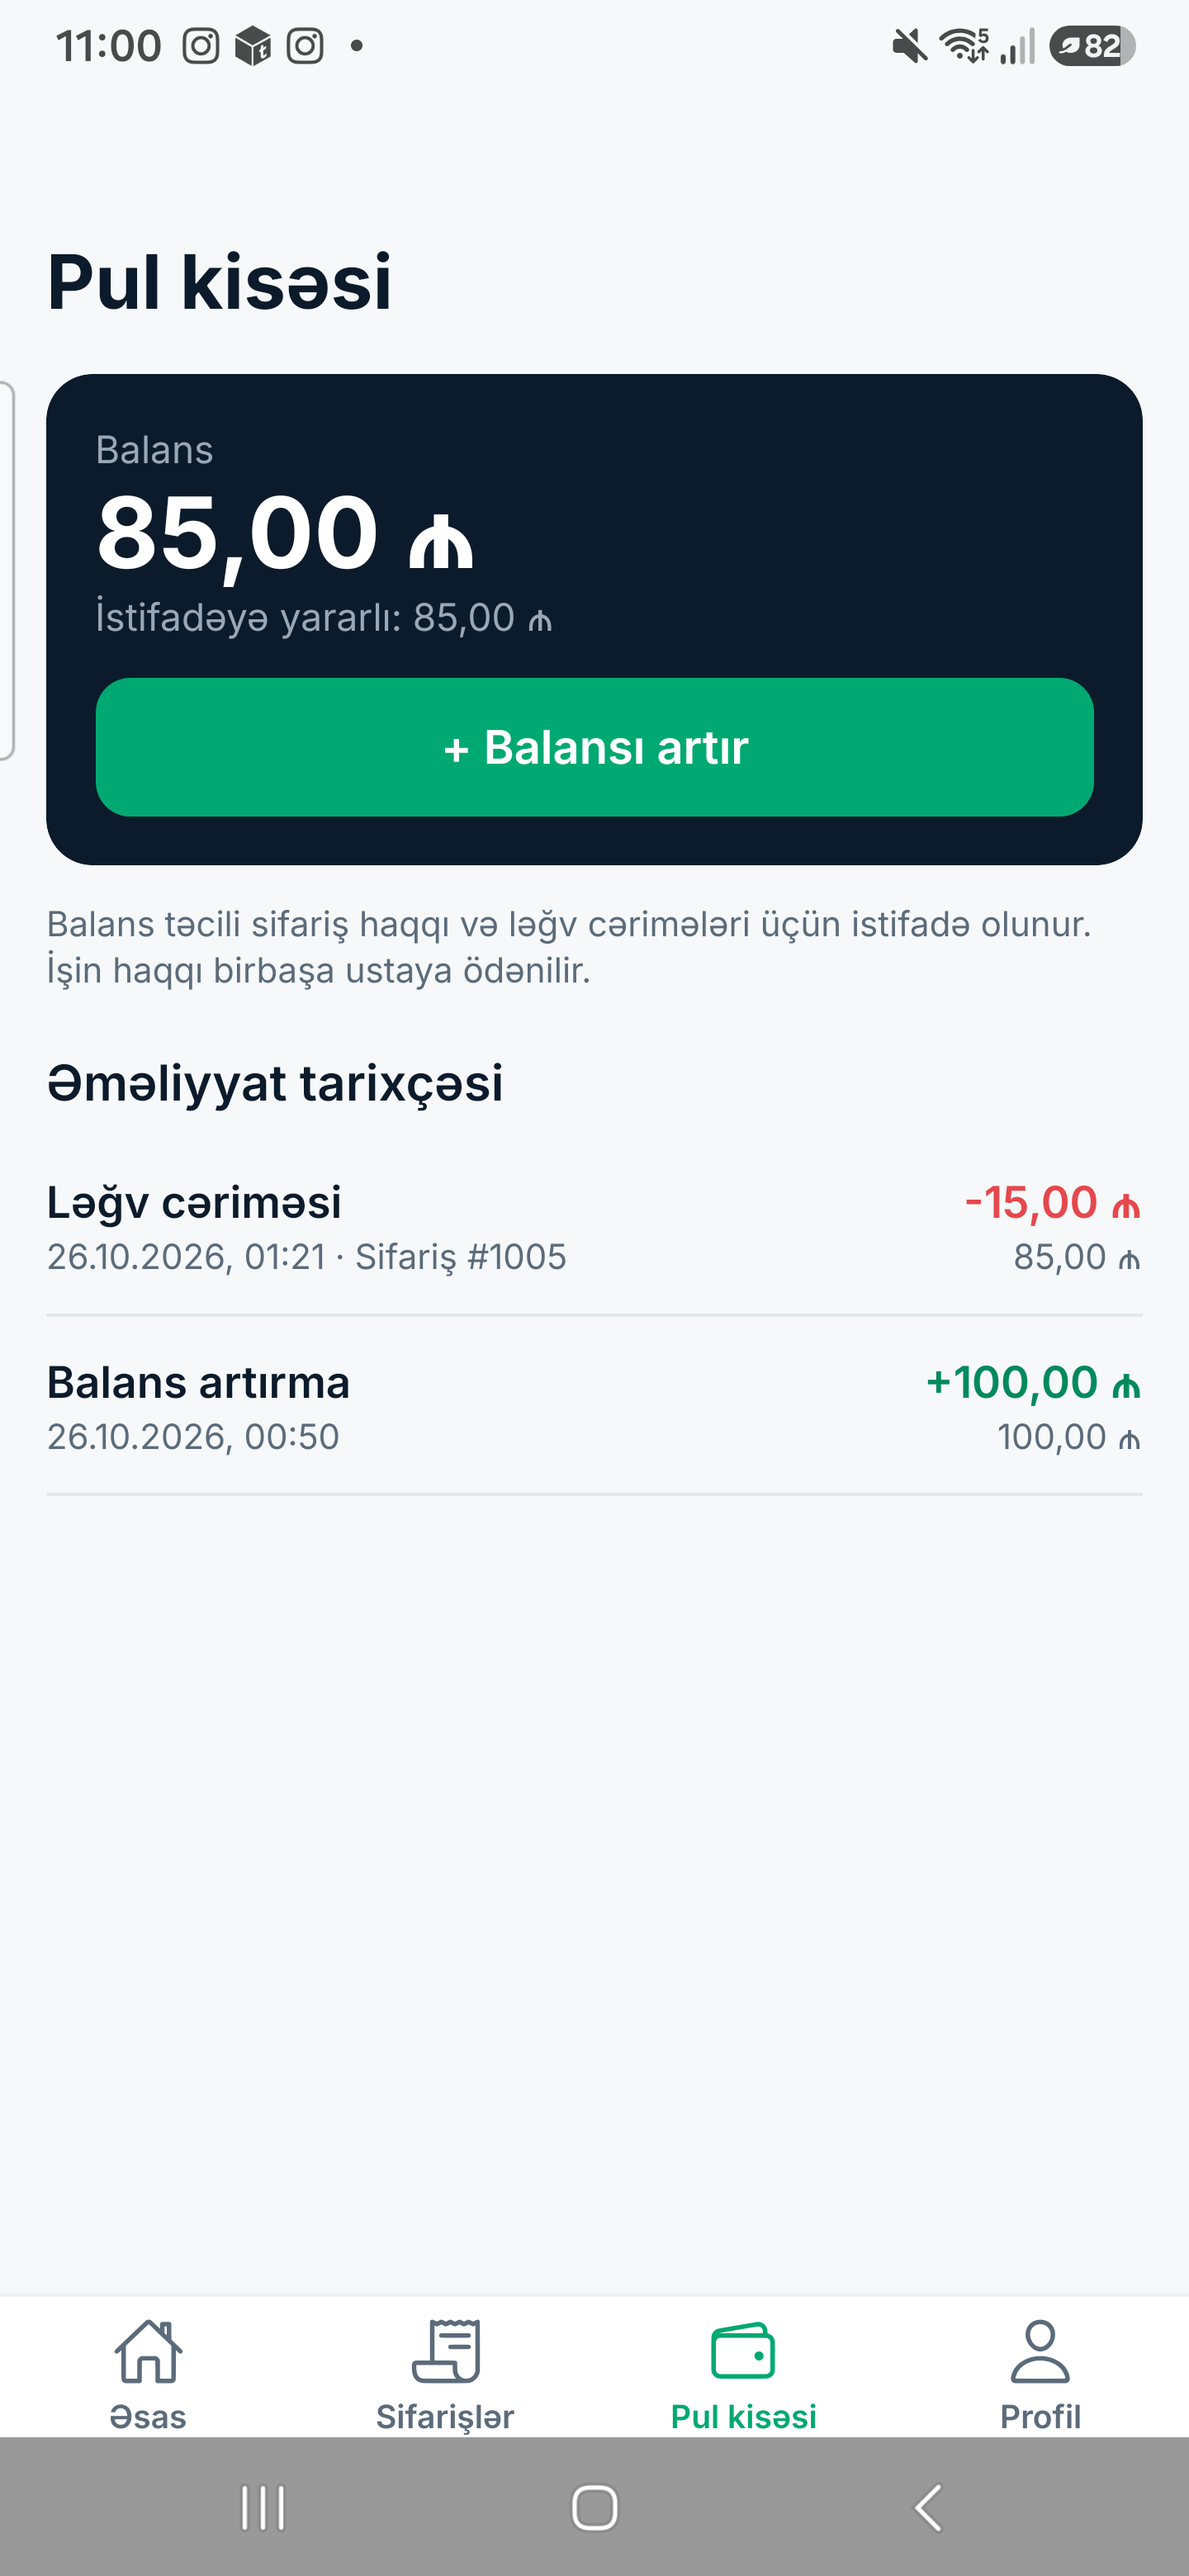 11:00
5
82
Pul kisəsi
Balans
85,00 ₼
İstifadəyə yararlı: 85,00 ₼
+ Balansı artır
Balans təcili sifariş haqqı və ləğv cərimələri üçün istifadə olunur.
İşin haqqı birbaşa ustaya ödənilir.
Əməliyyat tarixçəsi
Ləğv cəriməsi -15,00 ₼
26.10.2026, 01:21 · Sifariş #1005 85,00 ₼
Balans artırma +100,00 ₼
26.10.2026, 00:50 100,00 ₼
Əsas Sifarişlər Pul kisəsi Profil